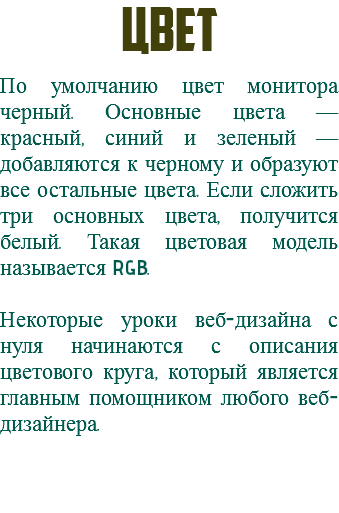 ЦВЕТ
По умолчанию цвет монитора
черный. Основные цвета —
красный, синий и зеленый —
добавляются к черному и образуют
все остальные цвета. Если сложить
три основных цвета, получится
белый. Такая цветовая модель
называется RGB.
Некоторые уроки веб-дизайна с
нуля начинаются с описания
цветового круга, который является
главным помощником любого веб-
дизайнера.